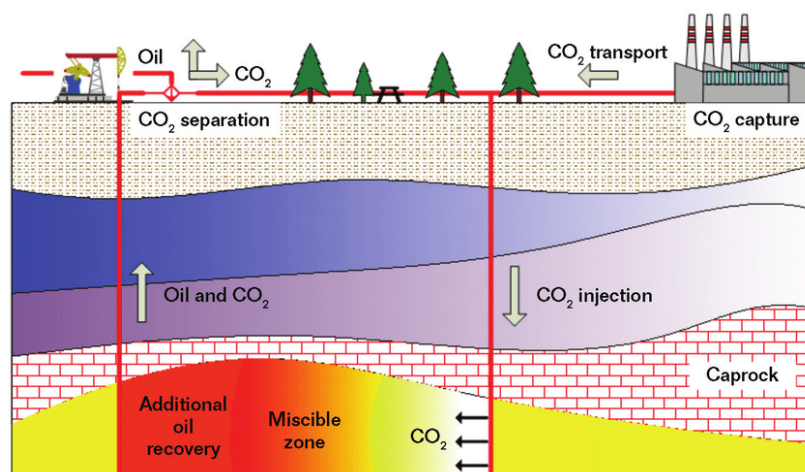 Oil
CO₂
CO₂ transport
CO₂ separation
CO₂ capture
Oil and CO₂
CO₂ injection
Caprock
Additional
oil
recovery
Miscible
zone
CO₂